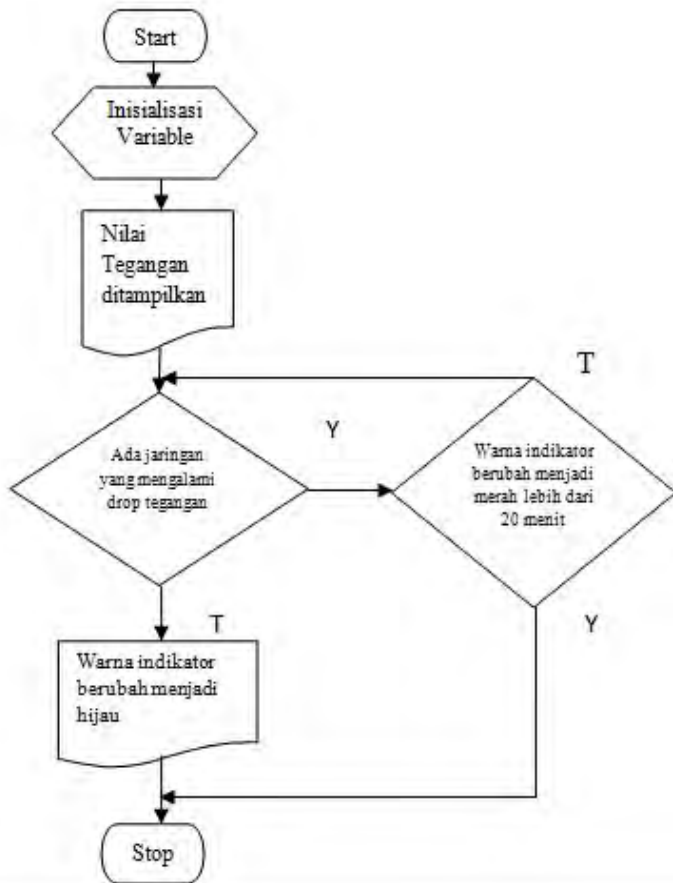 Start
Inisialisasi
Variable
Nilai
Tegangan
ditampilkan
T
Y
Ada jaringan
yang mengalami
drop tegangan
Warna indikator
berubah menjadi
merah lebih dari
20 menit
T
Y
Warna indikator
berubah menjadi
hijau
Stop